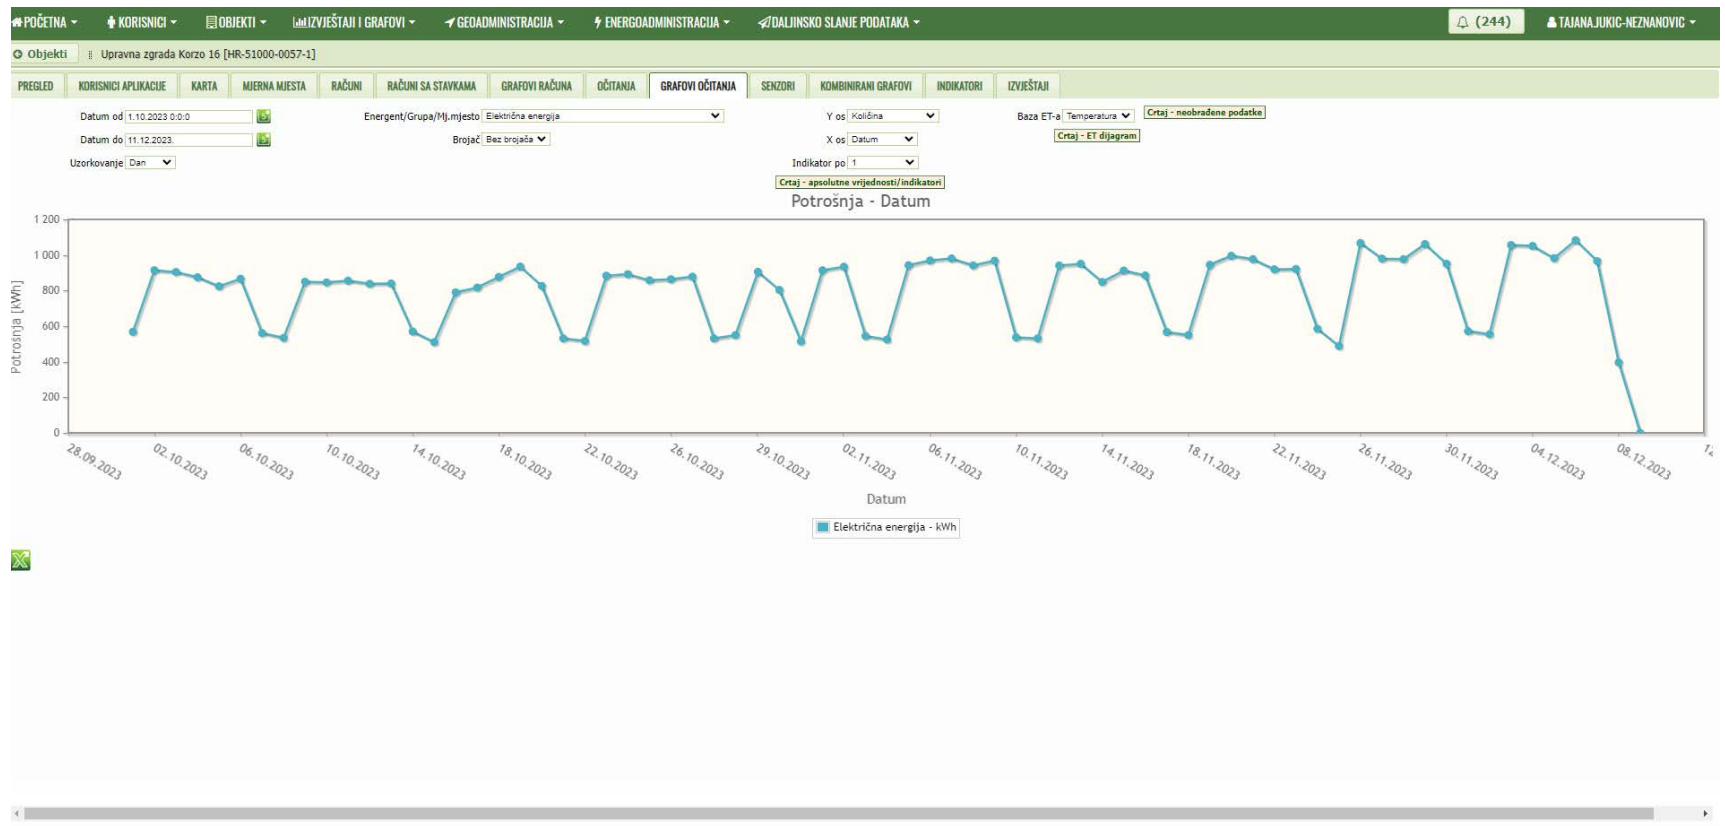 POČETNA KORISNICI OBJEKTI IZVJEŠTAJI I GRAFOVI GEOADMINISTRACIJA ENERGOADMINISTRACIJA DALJINSKO SLANJE PODATAKA (244) TAJANA.JUKIC-NEZNANOVIC
Objekti Upravna zgrada Korzo 16 [HR-51000-0057-1]
PREGLED KORISNICI APLIKACIJE KARTA MJERNA MJESTA RAČUNI RAČUNI SA STAVKAMA GRAFOVI RAČUNA OČITANJA GRAFOVI OČITANJA SENZORI KOMBINIRANI GRAFOVI INDIKATORI IZVJEŠTAJI
Datum od 1.10.2023 0:0:0 Energent/Grupa/Mj.mjesto Električna energija Y os Količina Baza ET-a Temperatura Crtaj - neobrađene podatke
Datum do 11.12.2023. Brojač Bez brojača X os Datum Crtaj - ET dijagram
Uzorkovanje Dan Indikator po 1
Crtaj - apsolutne vrijednosti/indikatori
Potrošnja - Datum
1 200
1 000
800
600
400
200
0
Potrošnja [kWh]
28.09.2023 02.10.2023 06.10.2023 10.10.2023 14.10.2023 18.10.2023 22.10.2023 26.10.2023 29.10.2023 02.11.2023 06.11.2023 10.11.2023 14.11.2023 18.11.2023 22.11.2023 26.11.2023 30.11.2023 04.12.2023 08.12.2023 12
Datum
Električna energija - kWh